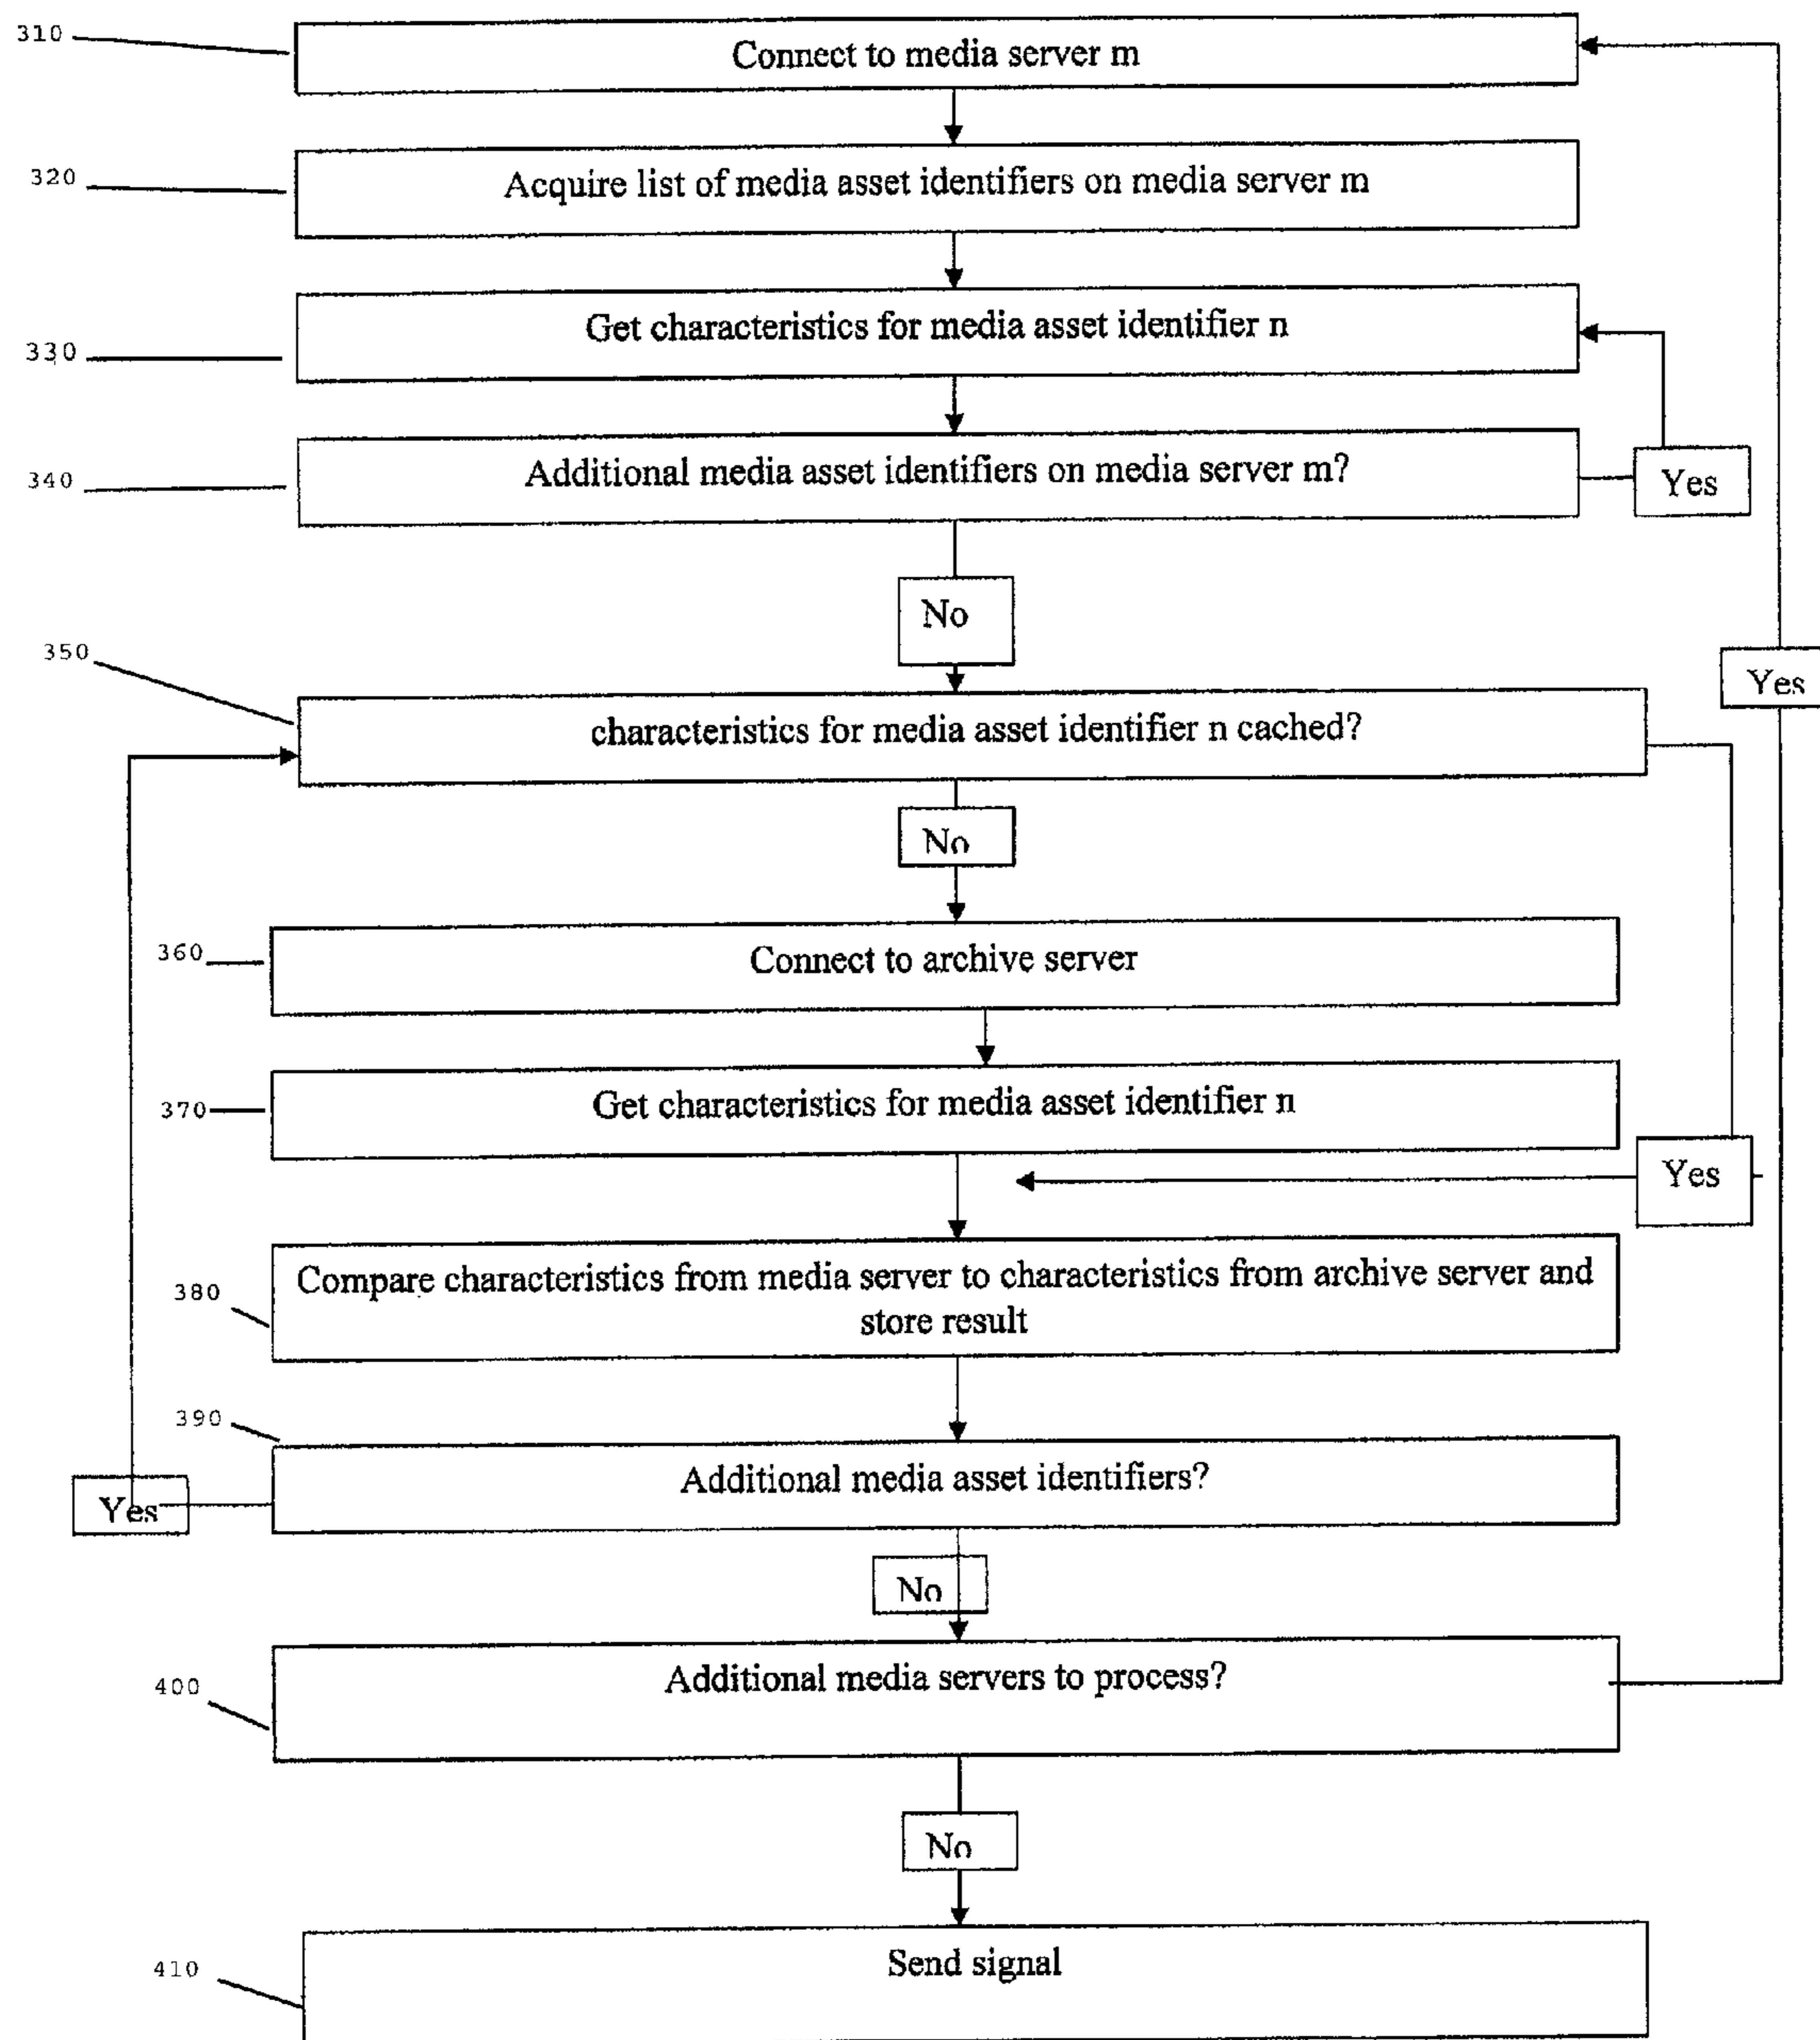 310
Connect to media server m
320
Acquire list of media asset identifiers on media server m
330
Get characteristics for media asset identifier n
340
Additional media asset identifiers on media server m?
Yes
No
350
Yes
characteristics for media asset identifier n cached?
No
360
Connect to archive server
370
Get characteristics for media asset identifier n
Yes
380
Compare characteristics from media server to characteristics from archive server and
store result
390
Additional media asset identifiers?
Yes
No
400
Additional media servers to process?
No
410
Send signal